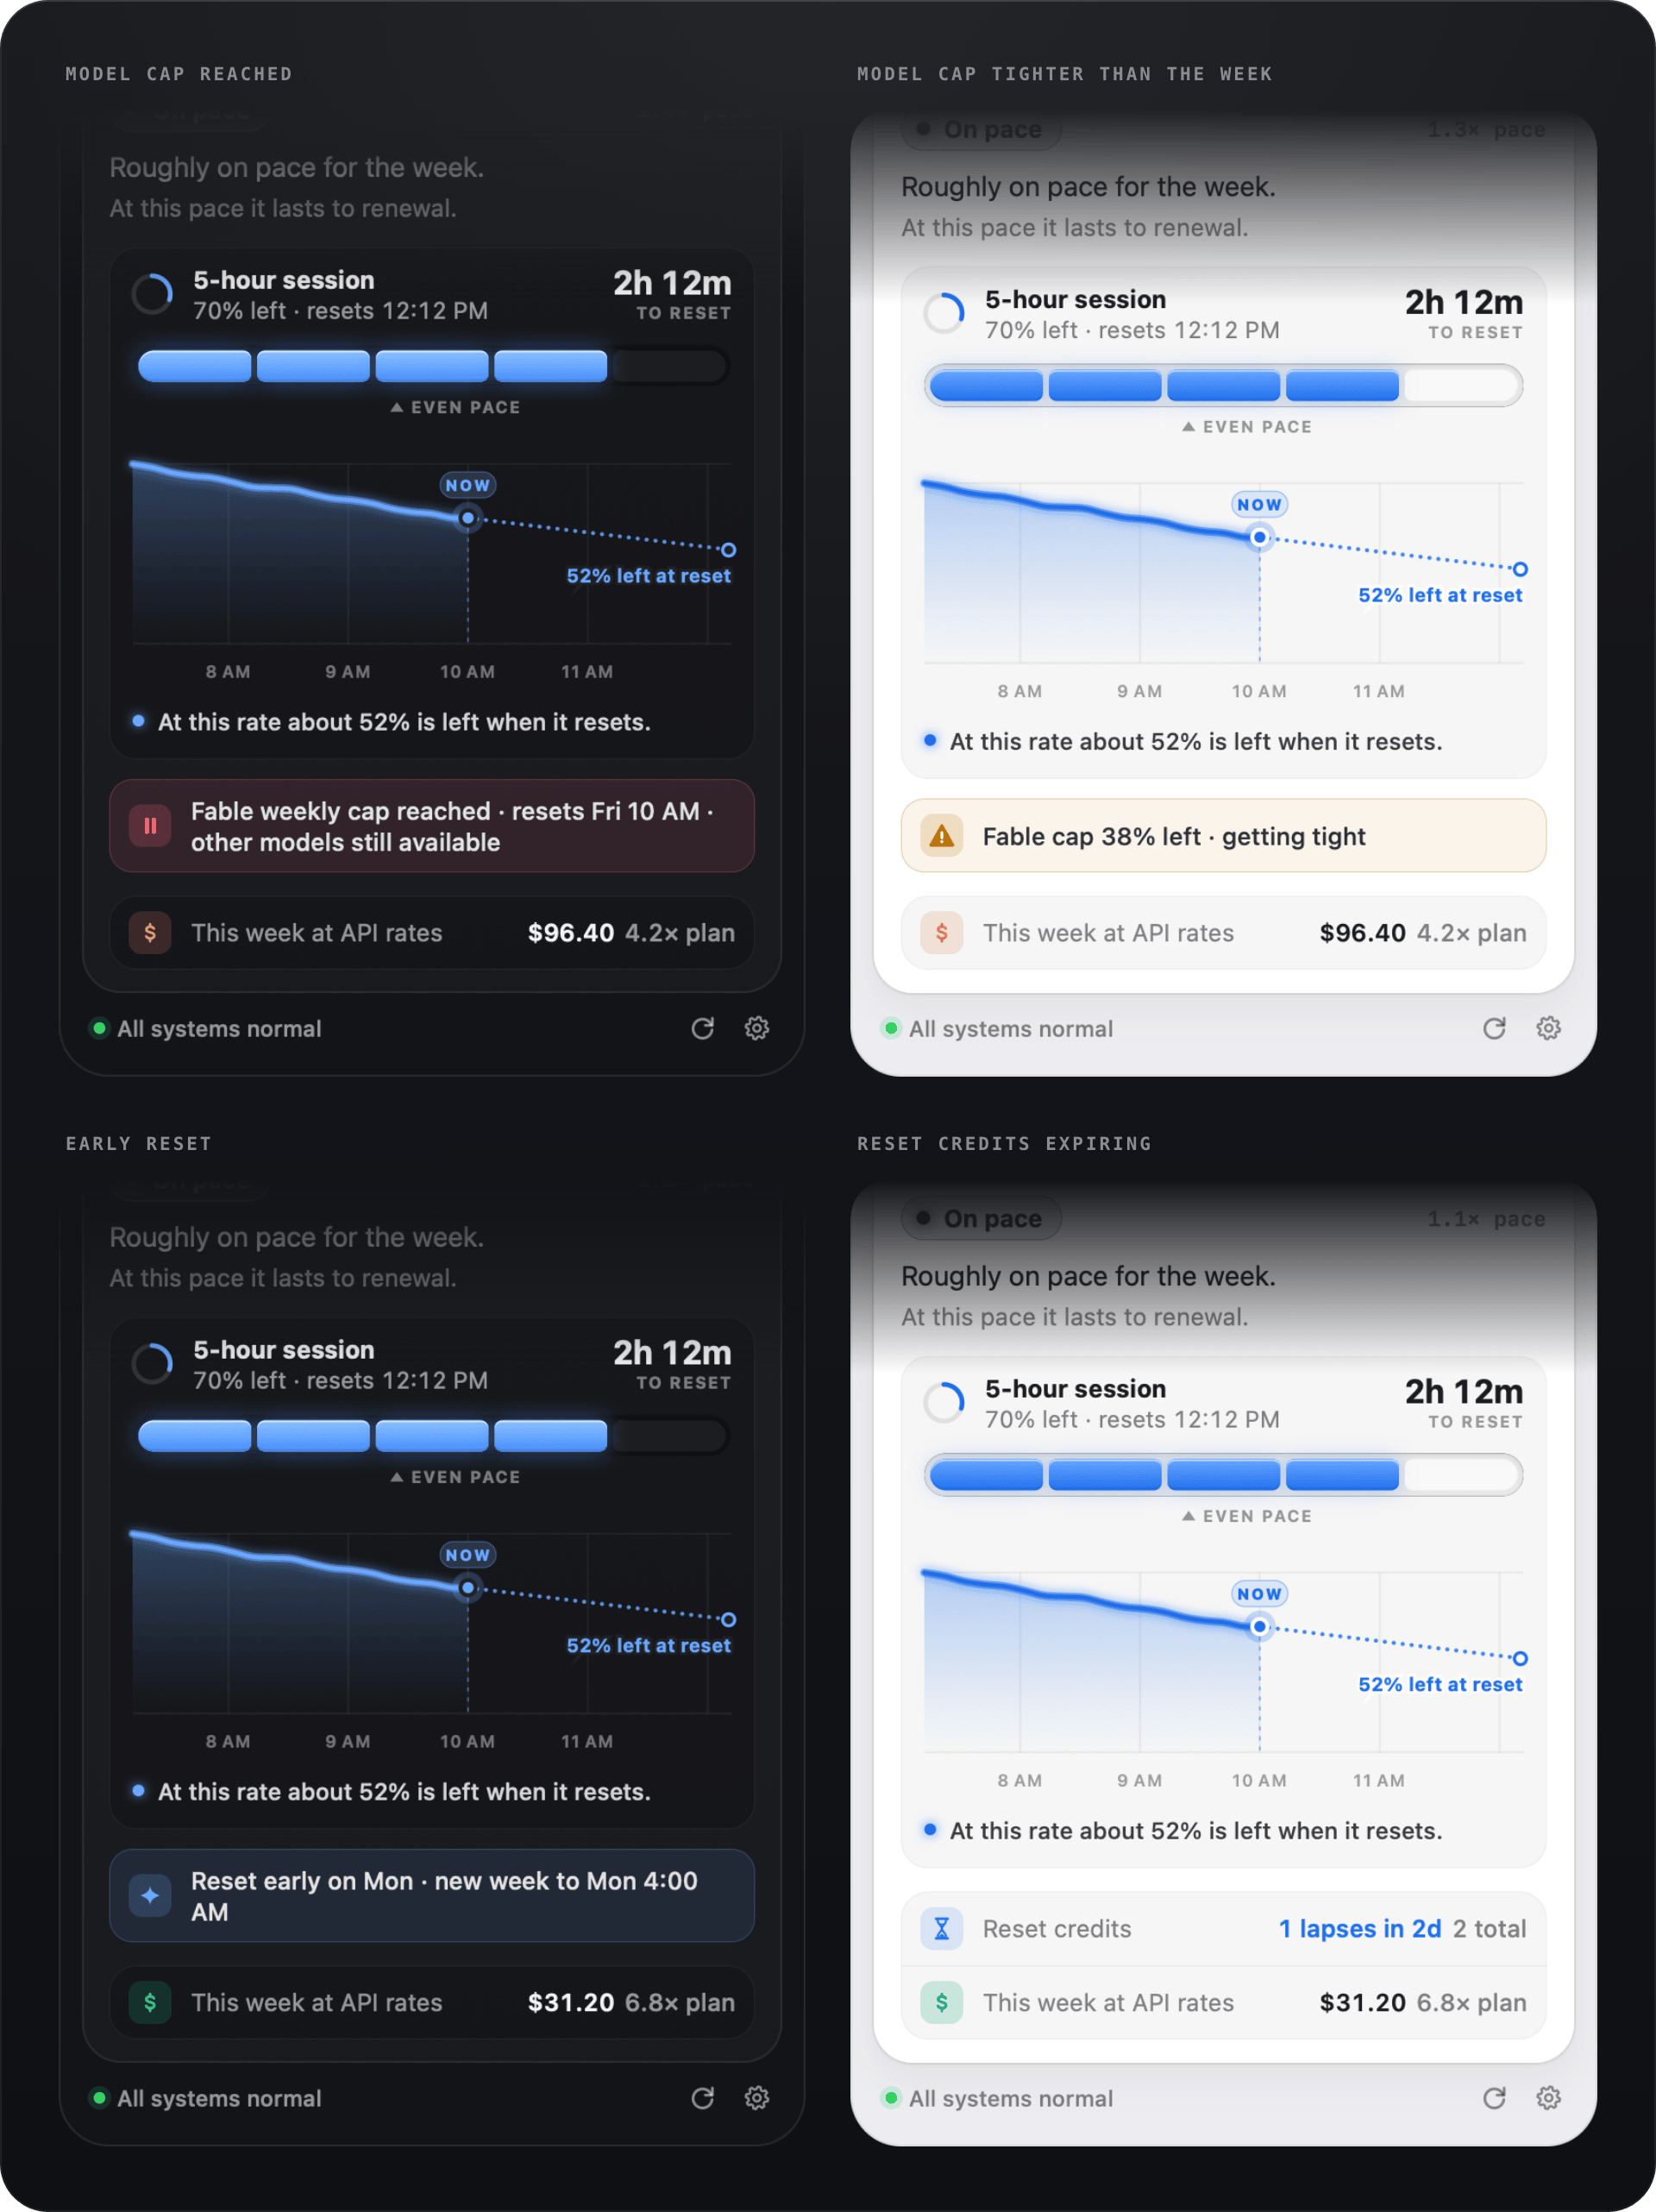 MODEL CAP REACHED
On pace
Roughly on pace for the week.
At this pace it lasts to renewal.
5-hour session
2h 12m
70% left · resets 12:12 PM
TO RESET
▲ EVEN PACE
NOW
52% left at reset
8 AM 9 AM 10 AM 11 AM
At this rate about 52% is left when it resets.
Fable weekly cap reached · resets Fri 10 AM ·
other models still available
$ This week at API rates $96.40 4.2× plan
All systems normal
MODEL CAP TIGHTER THAN THE WEEK
On pace 1.3× pace
Roughly on pace for the week.
At this pace it lasts to renewal.
5-hour session
2h 12m
70% left · resets 12:12 PM
TO RESET
▲ EVEN PACE
NOW
52% left at reset
8 AM 9 AM 10 AM 11 AM
At this rate about 52% is left when it resets.
Fable cap 38% left · getting tight
$ This week at API rates $96.40 4.2× plan
All systems normal
EARLY RESET
On pace
Roughly on pace for the week.
At this pace it lasts to renewal.
5-hour session
2h 12m
70% left · resets 12:12 PM
TO RESET
▲ EVEN PACE
NOW
52% left at reset
8 AM 9 AM 10 AM 11 AM
At this rate about 52% is left when it resets.
Reset early on Mon · new week to Mon 4:00
AM
$ This week at API rates $31.20 6.8× plan
All systems normal
RESET CREDITS EXPIRING
On pace 1.1× pace
Roughly on pace for the week.
At this pace it lasts to renewal.
5-hour session
2h 12m
70% left · resets 12:12 PM
TO RESET
▲ EVEN PACE
NOW
52% left at reset
8 AM 9 AM 10 AM 11 AM
At this rate about 52% is left when it resets.
Reset credits 1 lapses in 2d 2 total
$ This week at API rates $31.20 6.8× plan
All systems normal